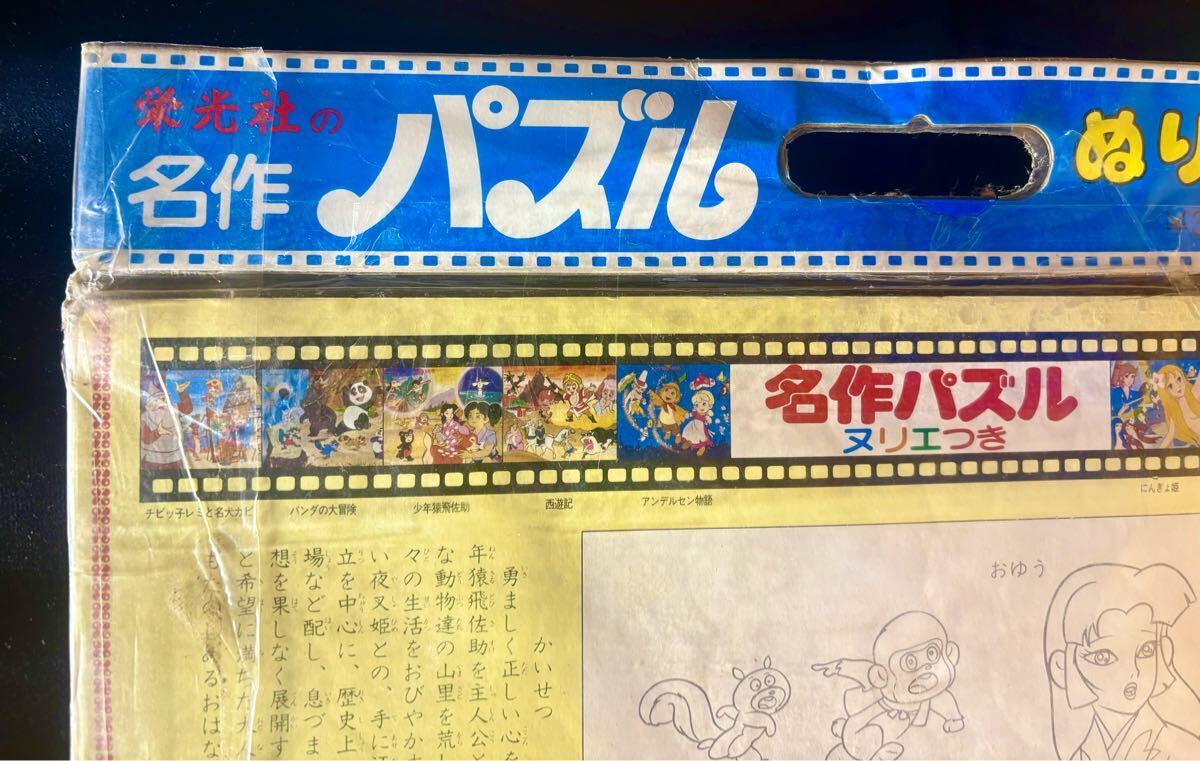 栄光社の
名作
パズル
ぬり
名作パズル
ヌリエつき
チビッ子レミと名犬カピ
パンダの大冒険
少年猿飛佐助
西遊記
アンデルセン物語
にんぎょ姫
おゆう
かいせつ
勇ましく正しい心を
年猿飛佐助を主人公と
な動物達の山里を荒し
々の生活をおびやか
い夜叉姫との、手に汗
立を中心に、歴史上
場など配し、息づま
想を果しなく展開す
と希望に満ちた
おはな